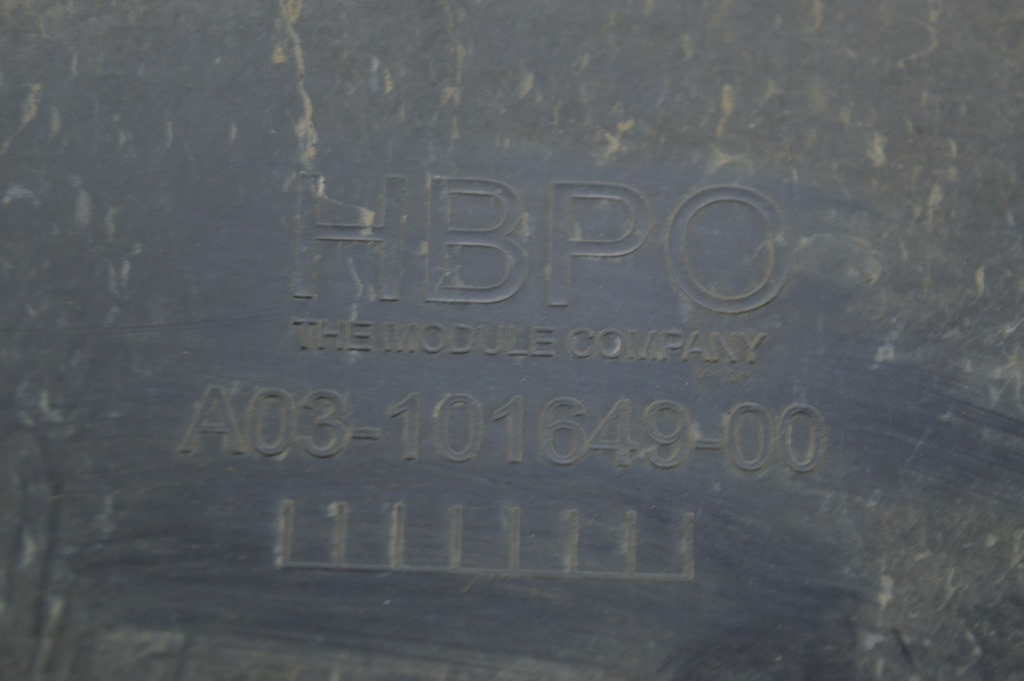 HBPO
THE MODULE COMPANY
A03-101649-00